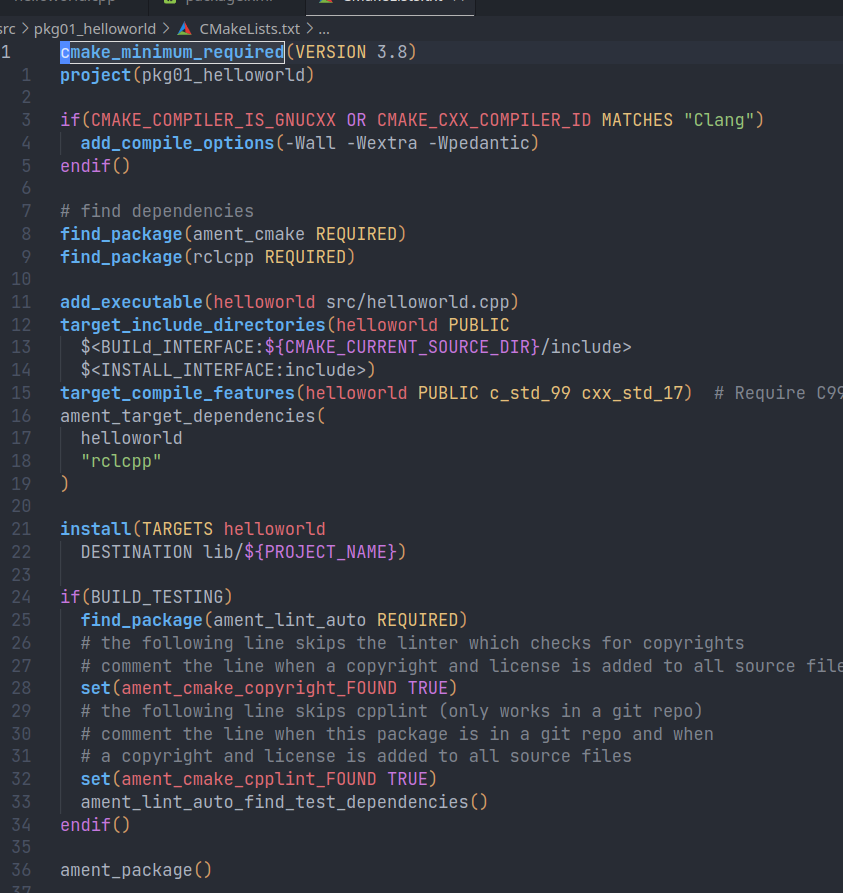 src > pkg01_helloworld > CMakeLists.txt > ...
1 cmake_minimum_required(VERSION 3.8)
1 project(pkg01_helloworld)
2
3 if(CMAKE_COMPILER_IS_GNUCXX OR CMAKE_CXX_COMPILER_ID MATCHES "Clang")
4 add_compile_options(-Wall -Wextra -Wpedantic)
5 endif()
6
7 # find dependencies
8 find_package(ament_cmake REQUIRED)
9 find_package(rclcpp REQUIRED)
10
11 add_executable(helloworld src/helloworld.cpp)
12 target_include_directories(helloworld PUBLIC
13 $<BUILd_INTERFACE:${CMAKE_CURRENT_SOURCE_DIR}/include>
14 $<INSTALL_INTERFACE:include>)
15 target_compile_features(helloworld PUBLIC c_std_99 cxx_std_17) # Require C99
16 ament_target_dependencies(
17 helloworld
18 "rclcpp"
19 )
20
21 install(TARGETS helloworld
22 DESTINATION lib/${PROJECT_NAME})
23
24 if(BUILD_TESTING)
25 find_package(ament_lint_auto REQUIRED)
26 # the following line skips the linter which checks for copyrights
27 # comment the line when a copyright and license is added to all source file
28 set(ament_cmake_copyright_FOUND TRUE)
29 # the following line skips cpplint (only works in a git repo)
30 # comment the line when this package is in a git repo and when
31 # a copyright and license is added to all source files
32 set(ament_cmake_cpplint_FOUND TRUE)
33 ament_lint_auto_find_test_dependencies()
34 endif()
35
36 ament_package()
37